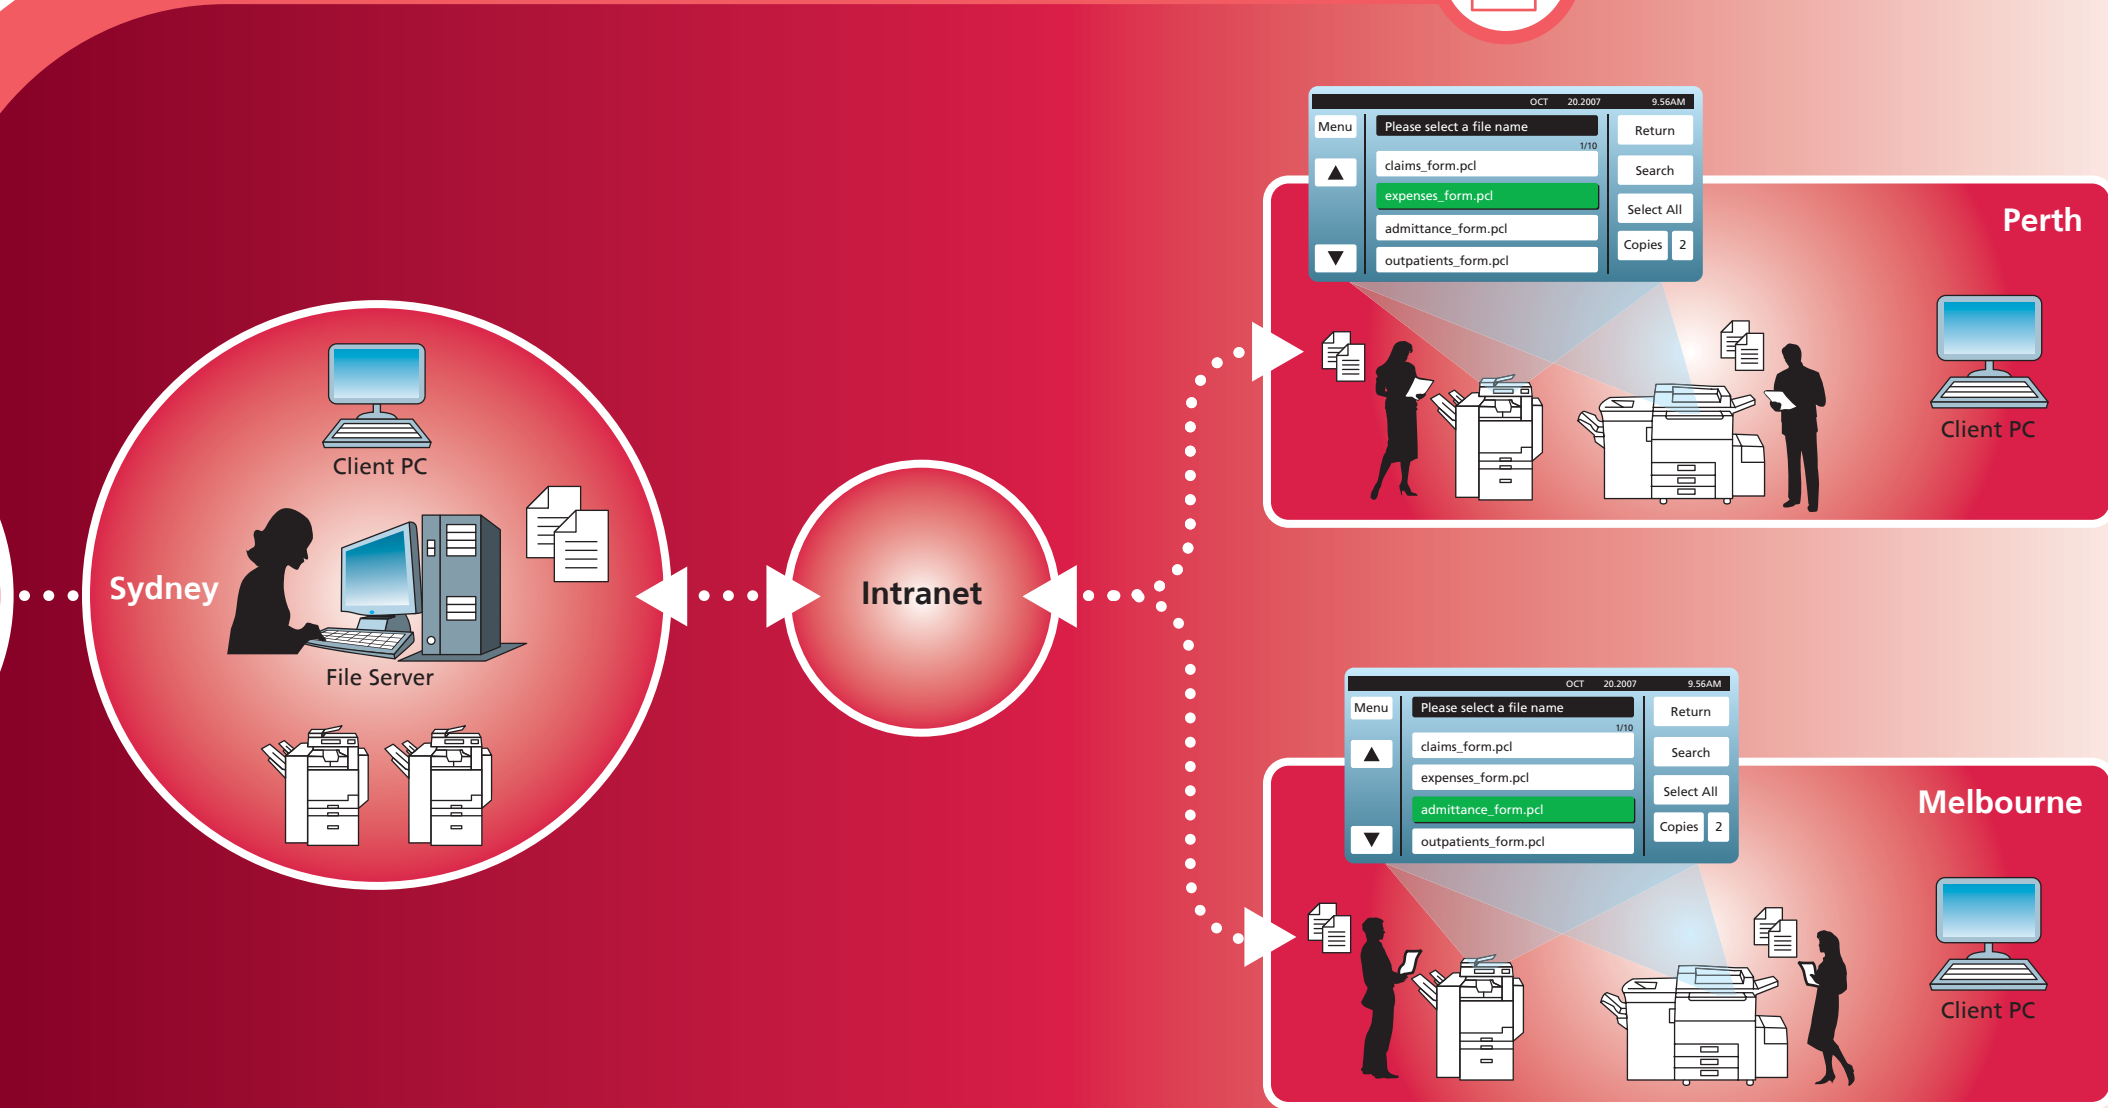 OCT 20.2007 9.56AM
Menu
Please select a file name
1/10
claims_form.pcl
expenses_form.pcl
admittance_form.pcl
outpatients_form.pcl
Return
Search
Select All
Copies 2
Perth
Client PC
Client PC
Sydney
File Server
Intranet
OCT 20.2007 9.56AM
Menu
Please select a file name
1/10
claims_form.pcl
expenses_form.pcl
admittance_form.pcl
outpatients_form.pcl
Return
Search
Select All
Copies 2
Melbourne
Client PC